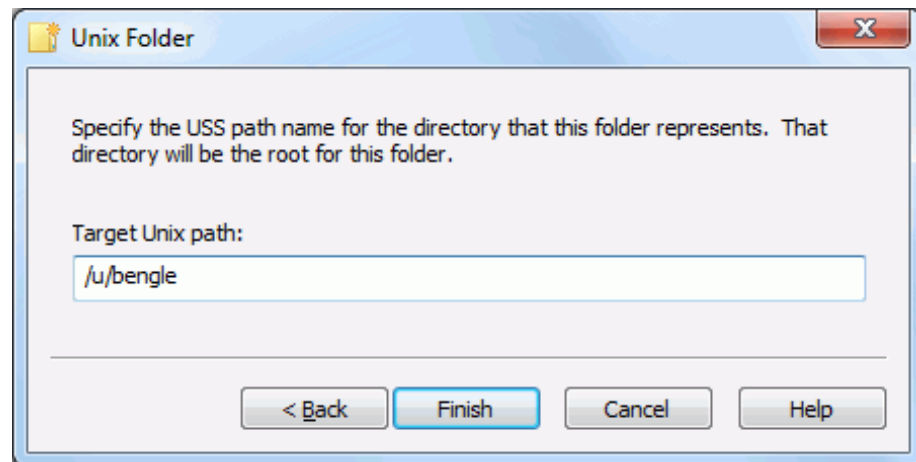 Unix Folder
Specify the USS path name for the directory that this folder represents.  That
directory will be the root for this folder.
Target Unix path:
/u/bengle
< Back
Finish
Cancel
Help